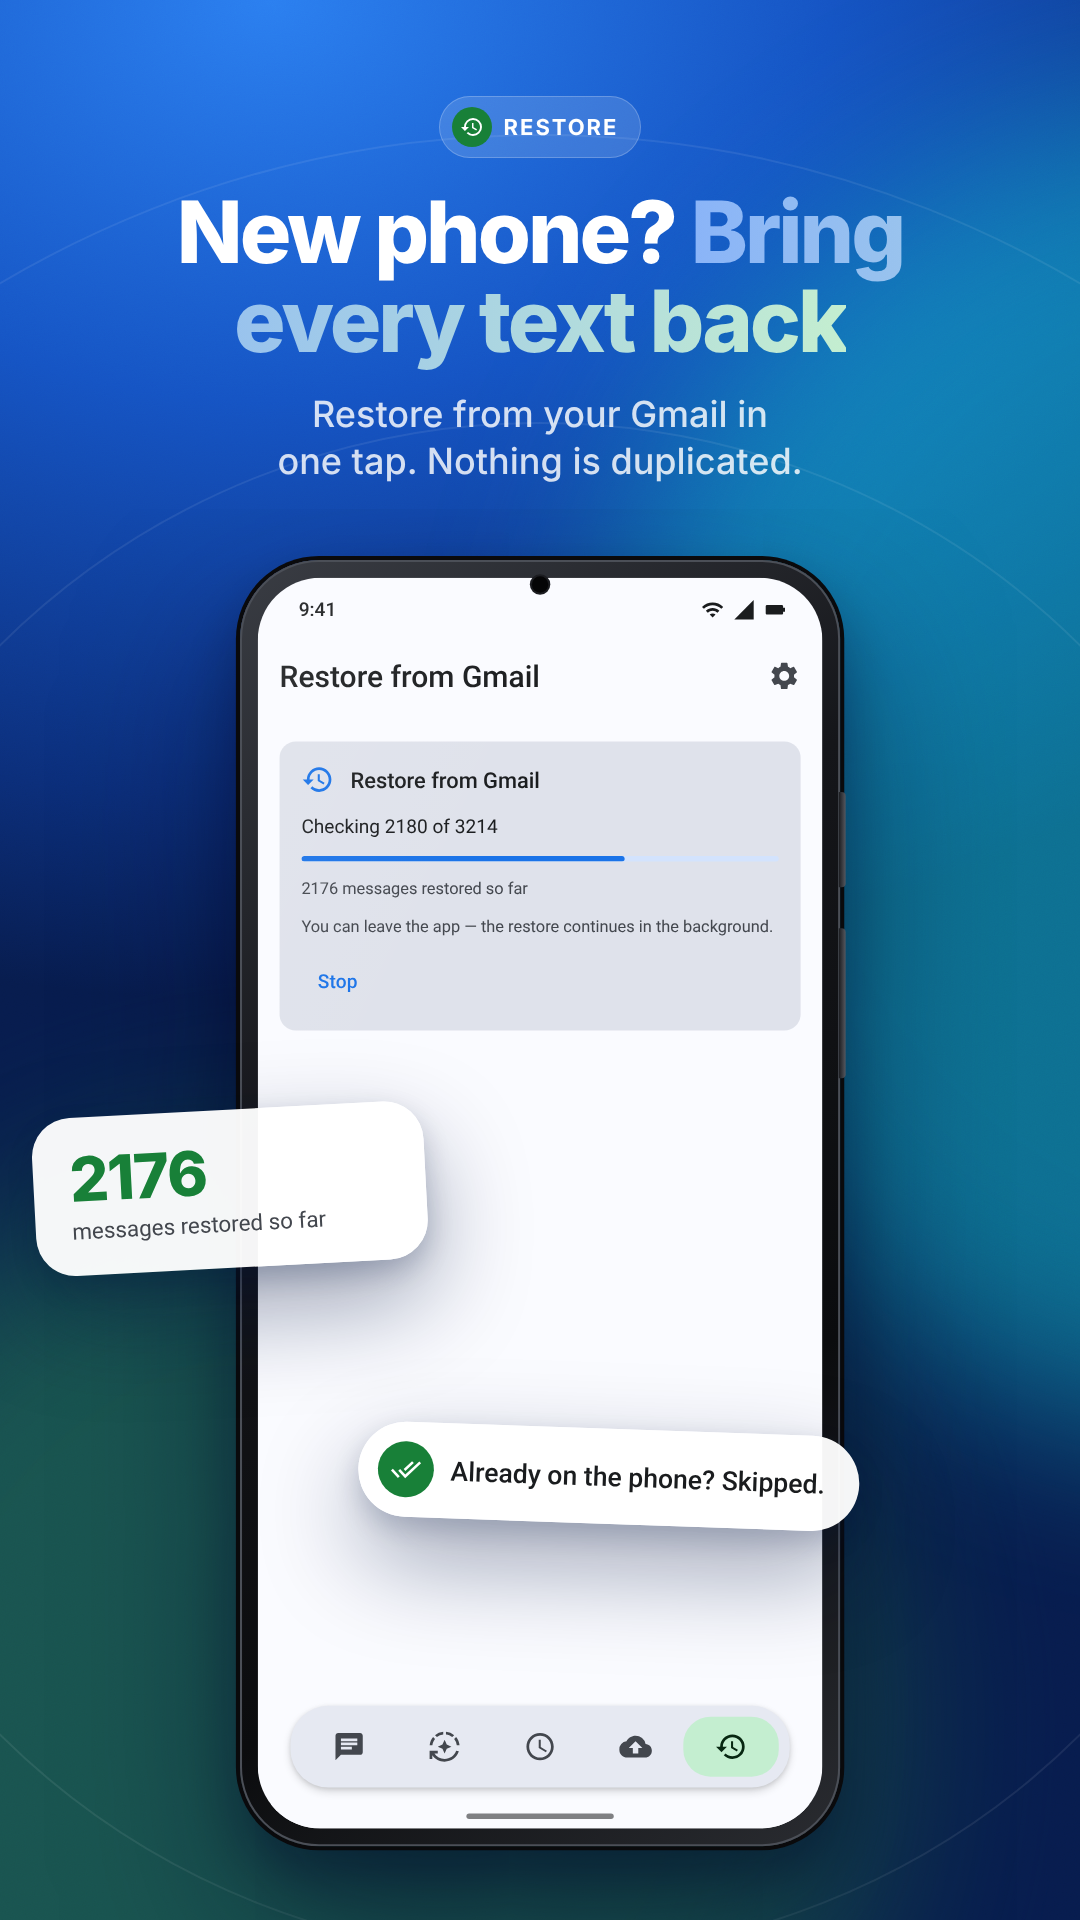 RESTORE
New phone? Bring
every text back
Restore from your Gmail in
one tap. Nothing is duplicated.
9:41
Restore from Gmail
Restore from Gmail
Checking 2180 of 3214
2176 messages restored so far
You can leave the app — the restore continues in the background.
Stop
2176
messages restored so far
Already on the phone? Skipped.